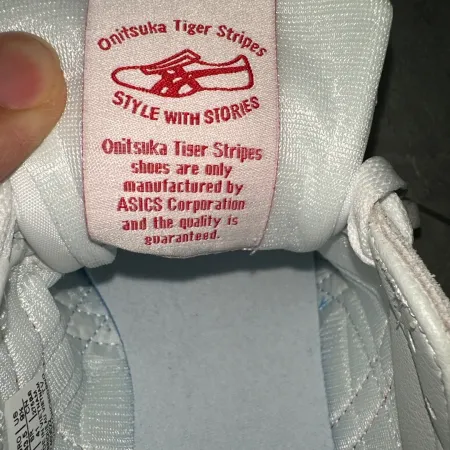 Onitsuka Tiger Stripes
STYLE WITH STORIES
Onitsuka Tiger Stripes
shoes are only
manufactured by
ASICS Corporation
and the quality is
guaranteed.